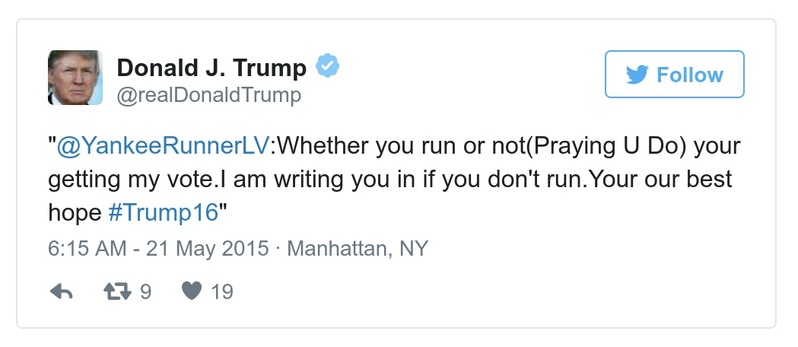 Donald J. Trump
@realDonaldTrump
Follow
"@YankeeRunnerLV:Whether you run or not(Praying U Do) your
getting my vote.I am writing you in if you don't run.Your our best
hope #Trump16"
6:15 AM - 21 May 2015 · Manhattan, NY
9
19